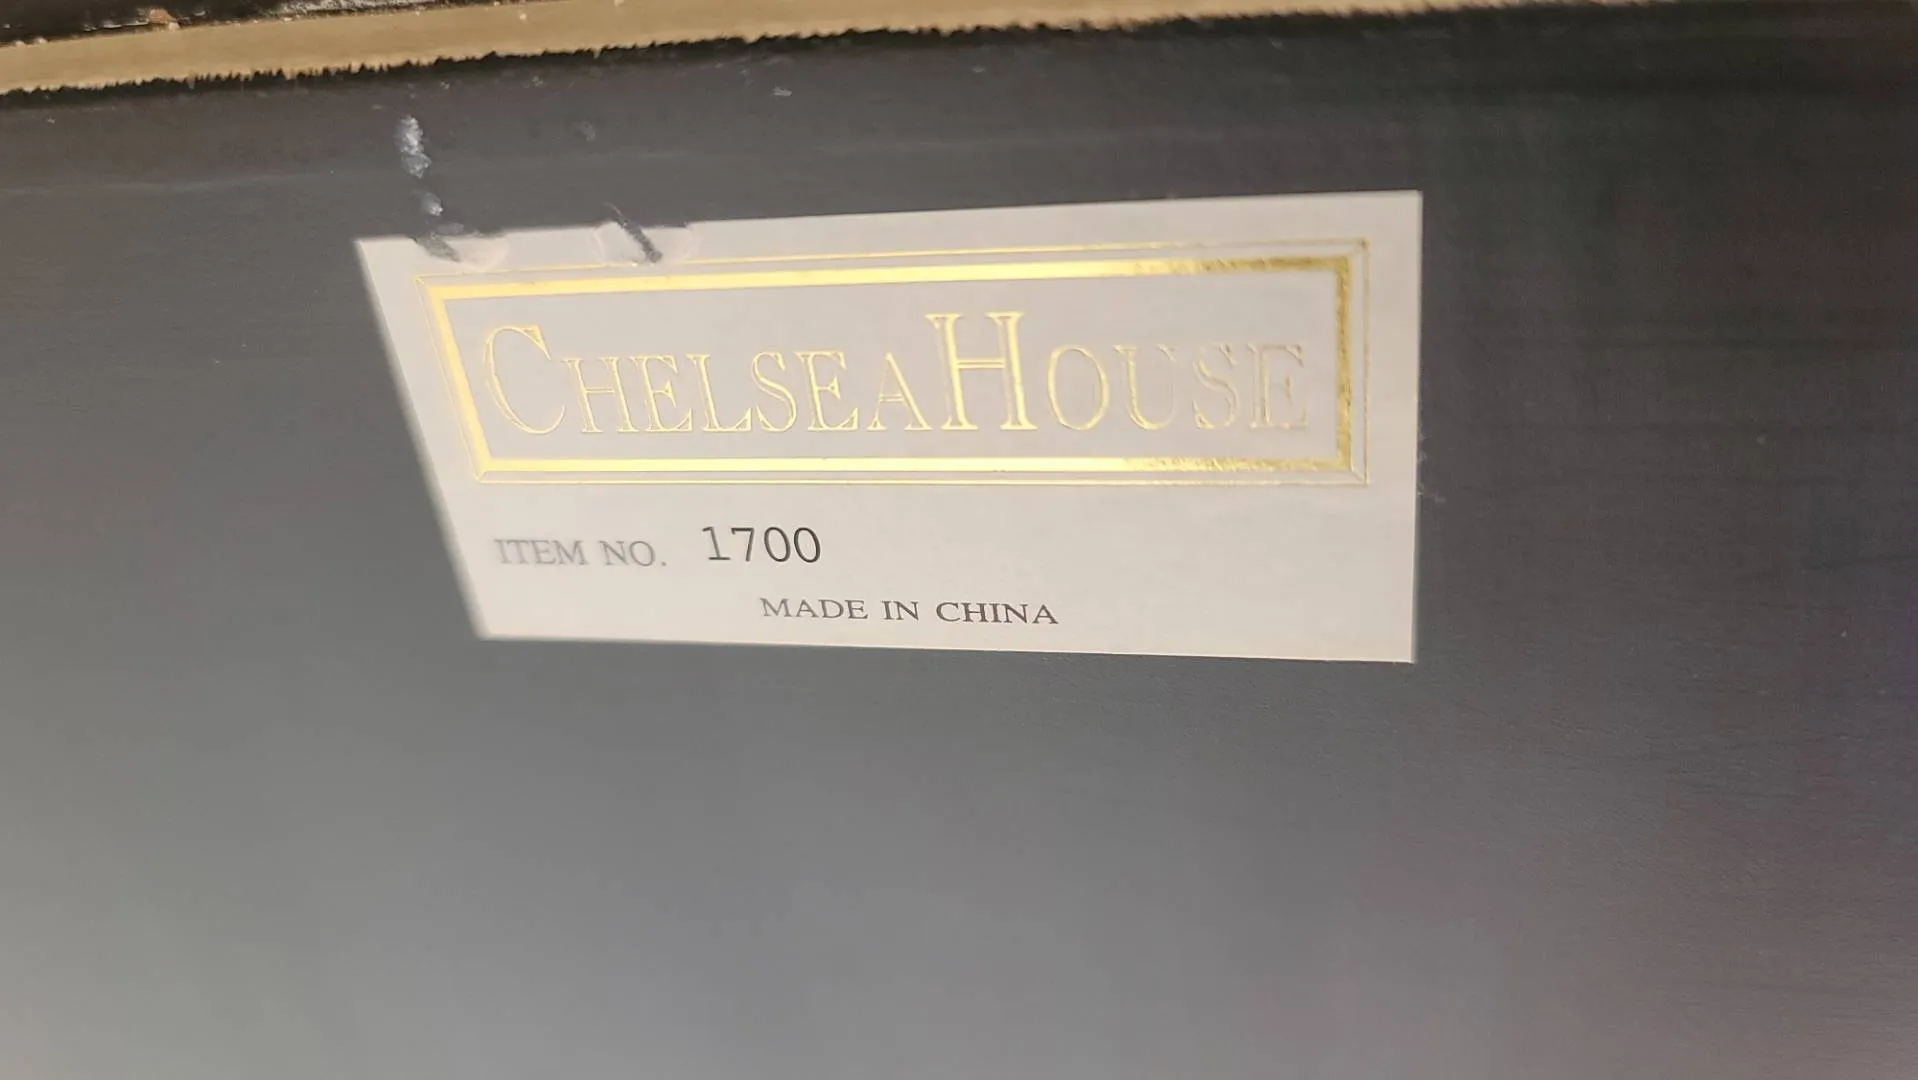 CHELSEAHOUSE
ITEM NO. 1700
MADE IN CHINA